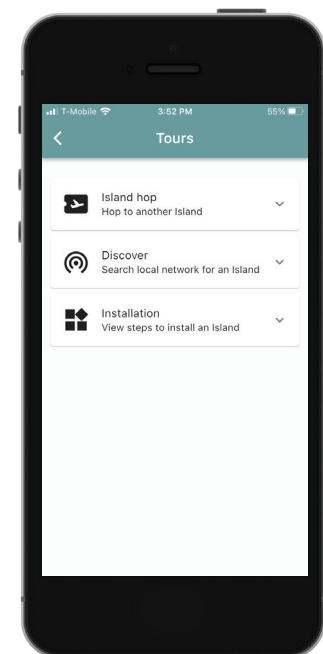 T-Mobile 3:52 PM 55%
Tours
Island hop
Hop to another Island
Discover
Search local network for an Island
Installation
View steps to install an Island